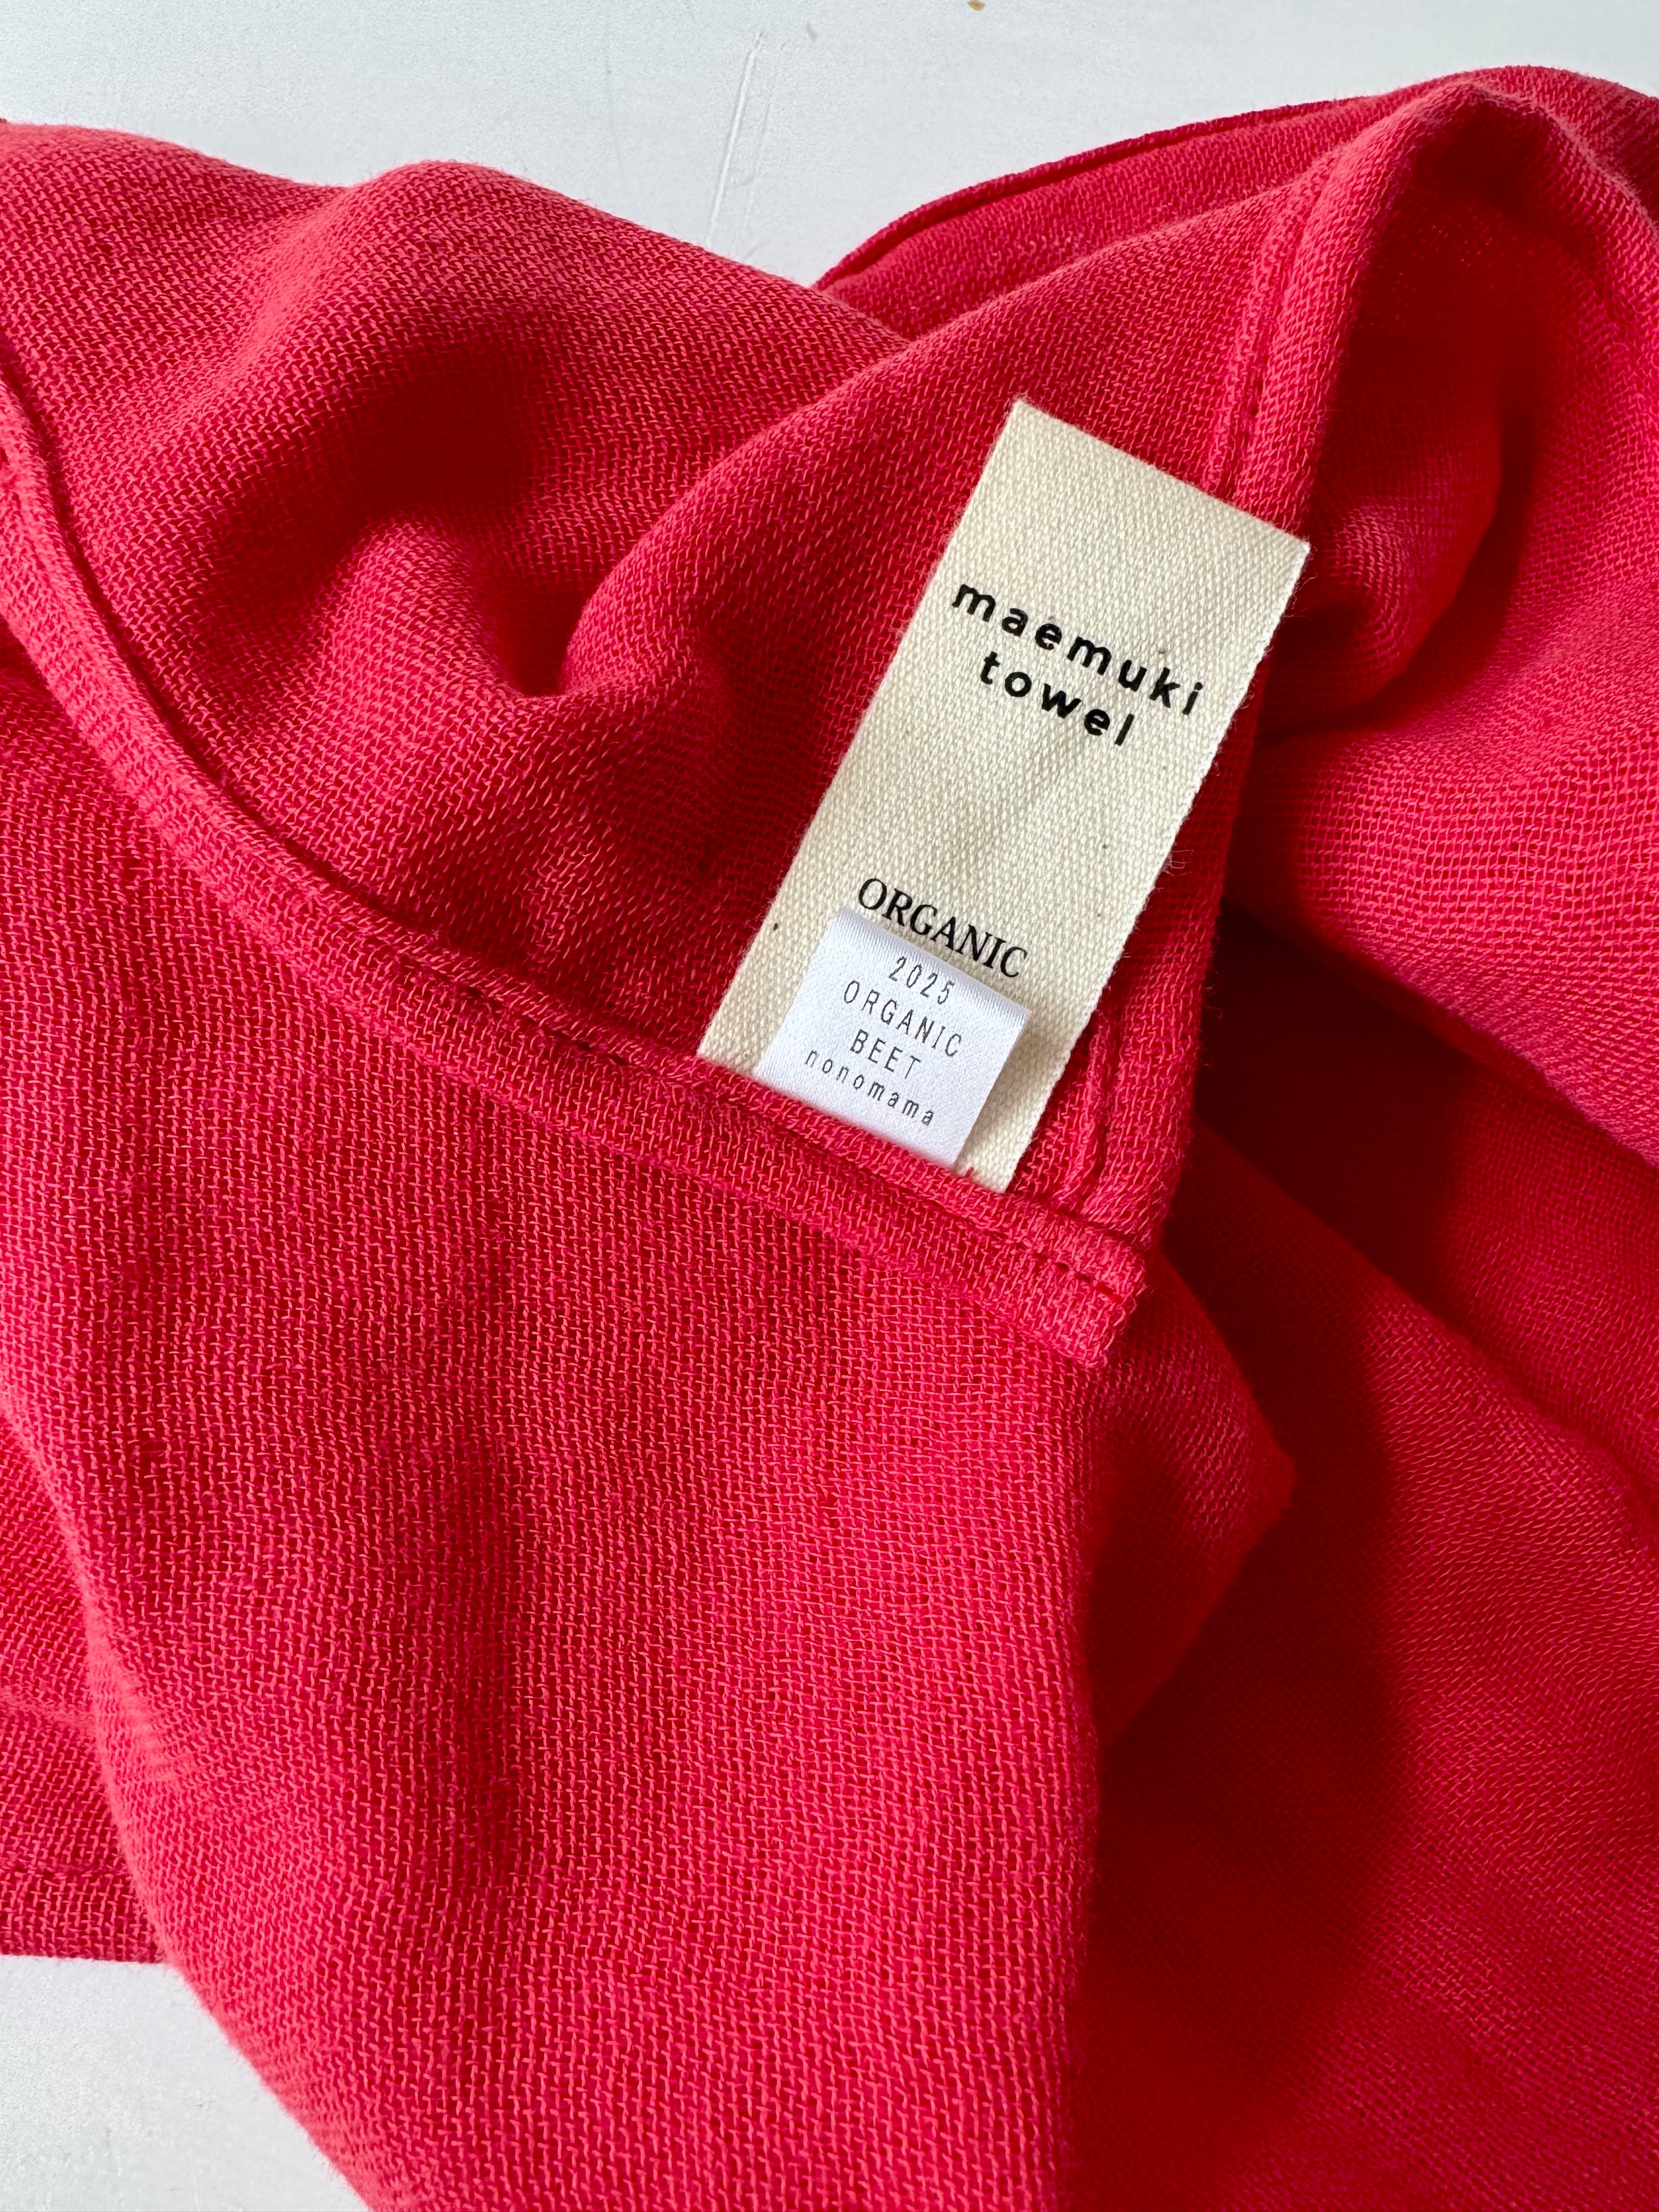 maemuki
towel
ORGANIC
2025
ORGANIC
BEET
nonomama